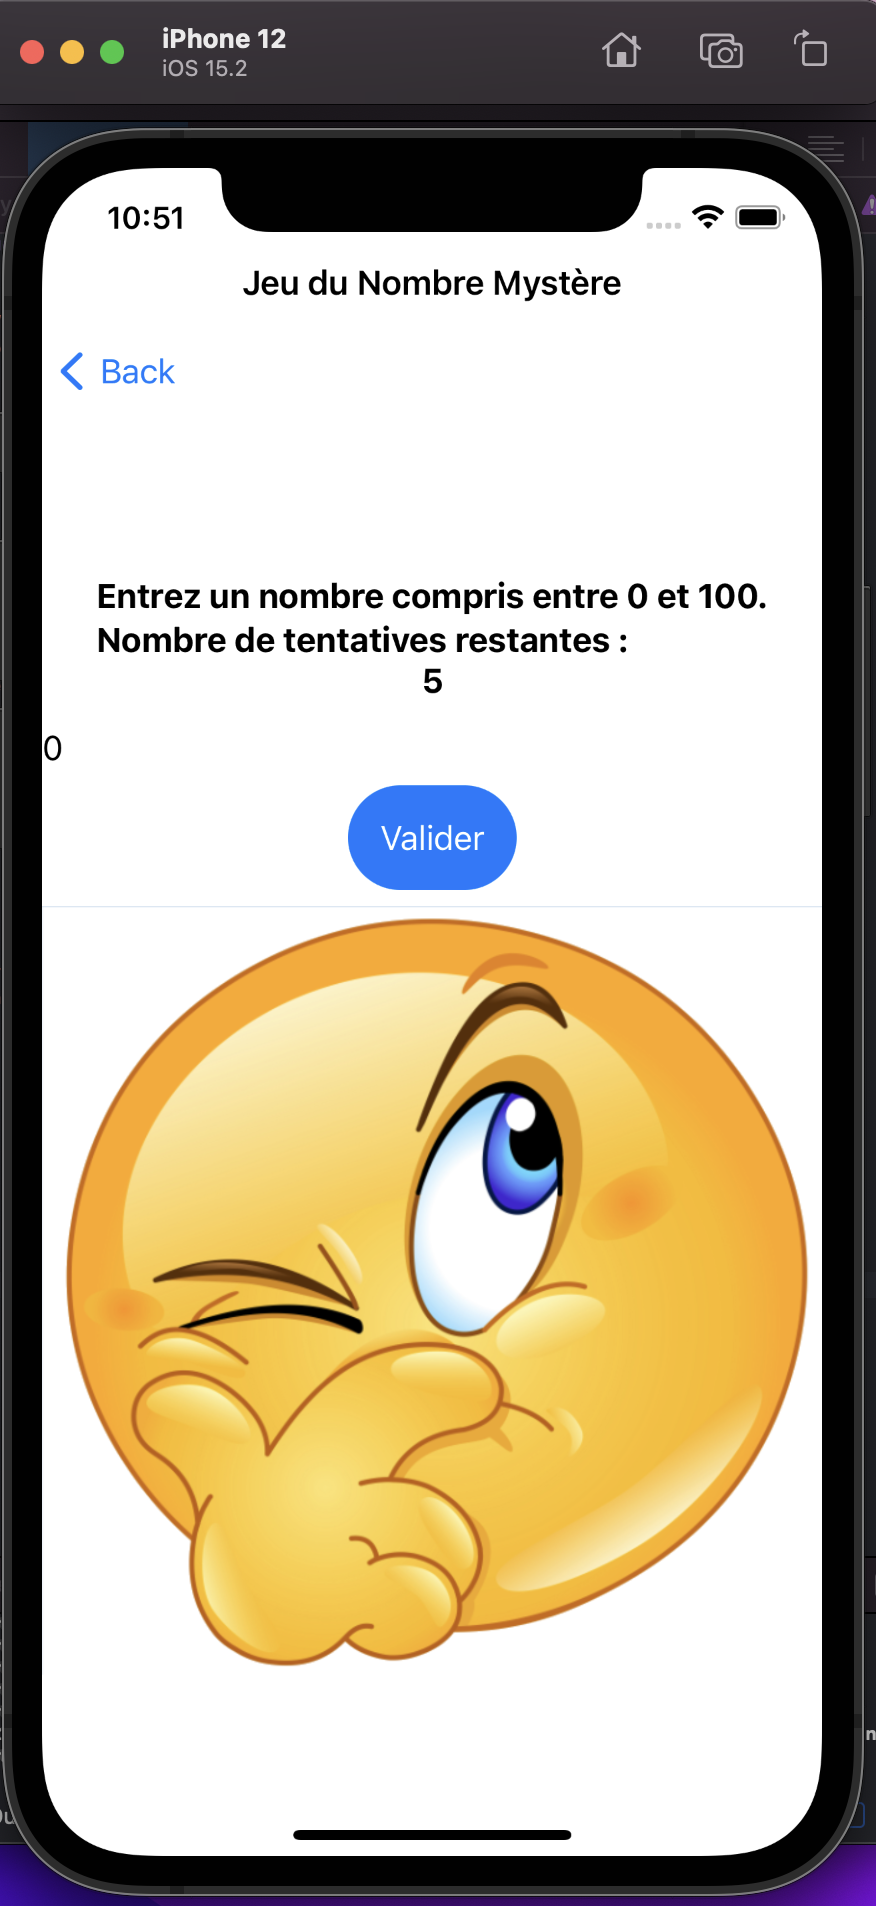 iPhone 12
iOS 15.2
10:51
Jeu du Nombre Mystère
Back
Entrez un nombre compris entre 0 et 100.
Nombre de tentatives restantes :
5
0
Valider